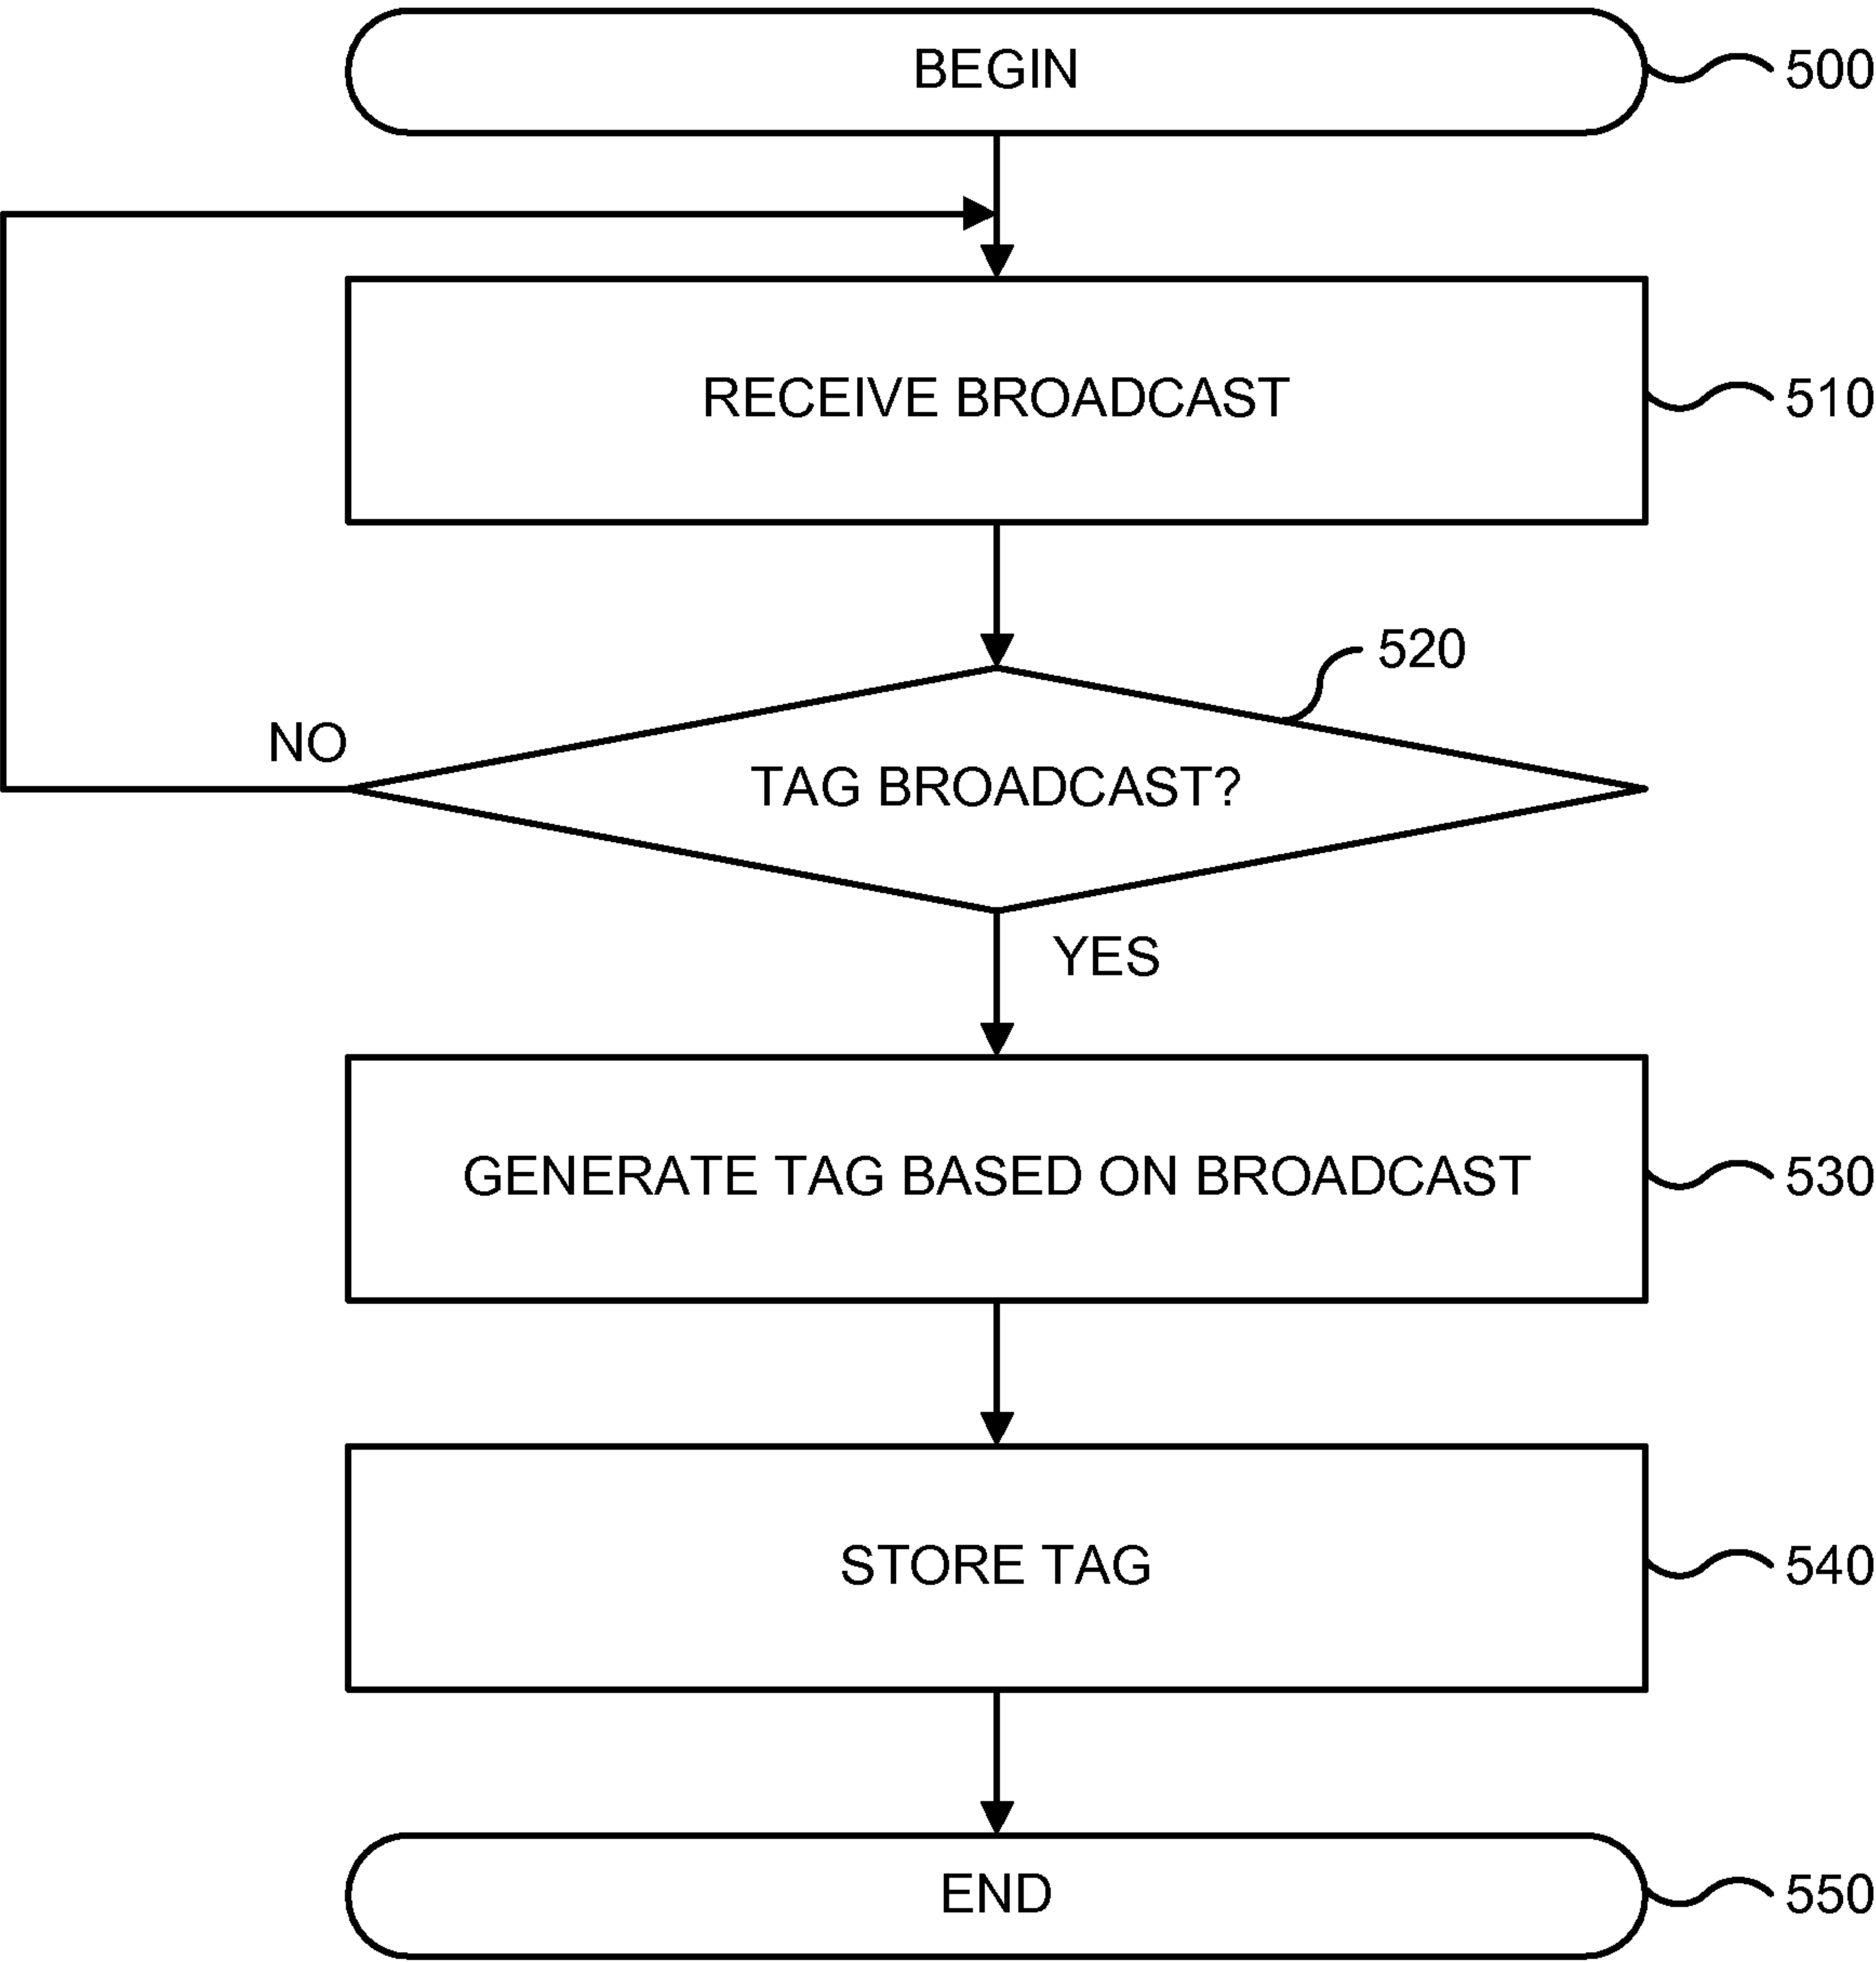 BEGIN
500
RECEIVE BROADCAST
510
520
NO
TAG BROADCAST?
YES
GENERATE TAG BASED ON BROADCAST
530
STORE TAG
540
END
550